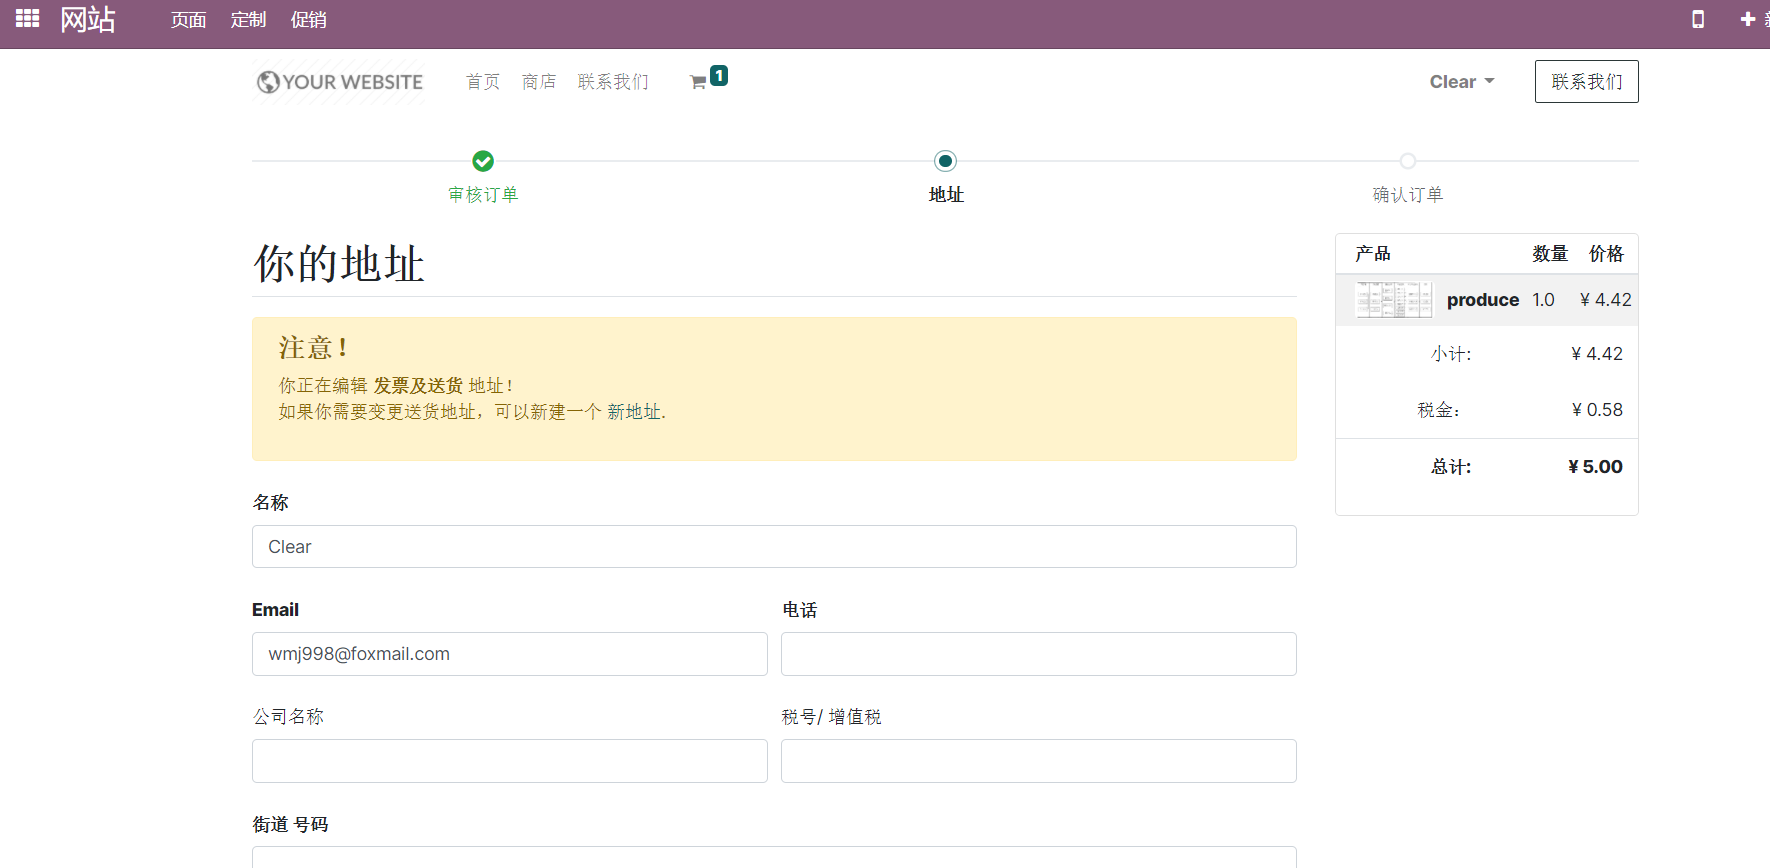 网站 页面 定制 促销
YOUR WEBSITE 首页 商店 联系我们 1 Clear 联系我们
审核订单 地址 确认订单
你的地址
注意！
你正在编辑 发票及送货 地址！
如果你需要变更送货地址，可以新建一个 新地址.
名称
Clear
Email 电话
wmj998@foxmail.com
公司名称 税号/ 增值税
街道 号码
产品 数量 价格
produce 1.0 ¥ 4.42
小计: ¥ 4.42
税金： ¥ 0.58
总计: ¥ 5.00